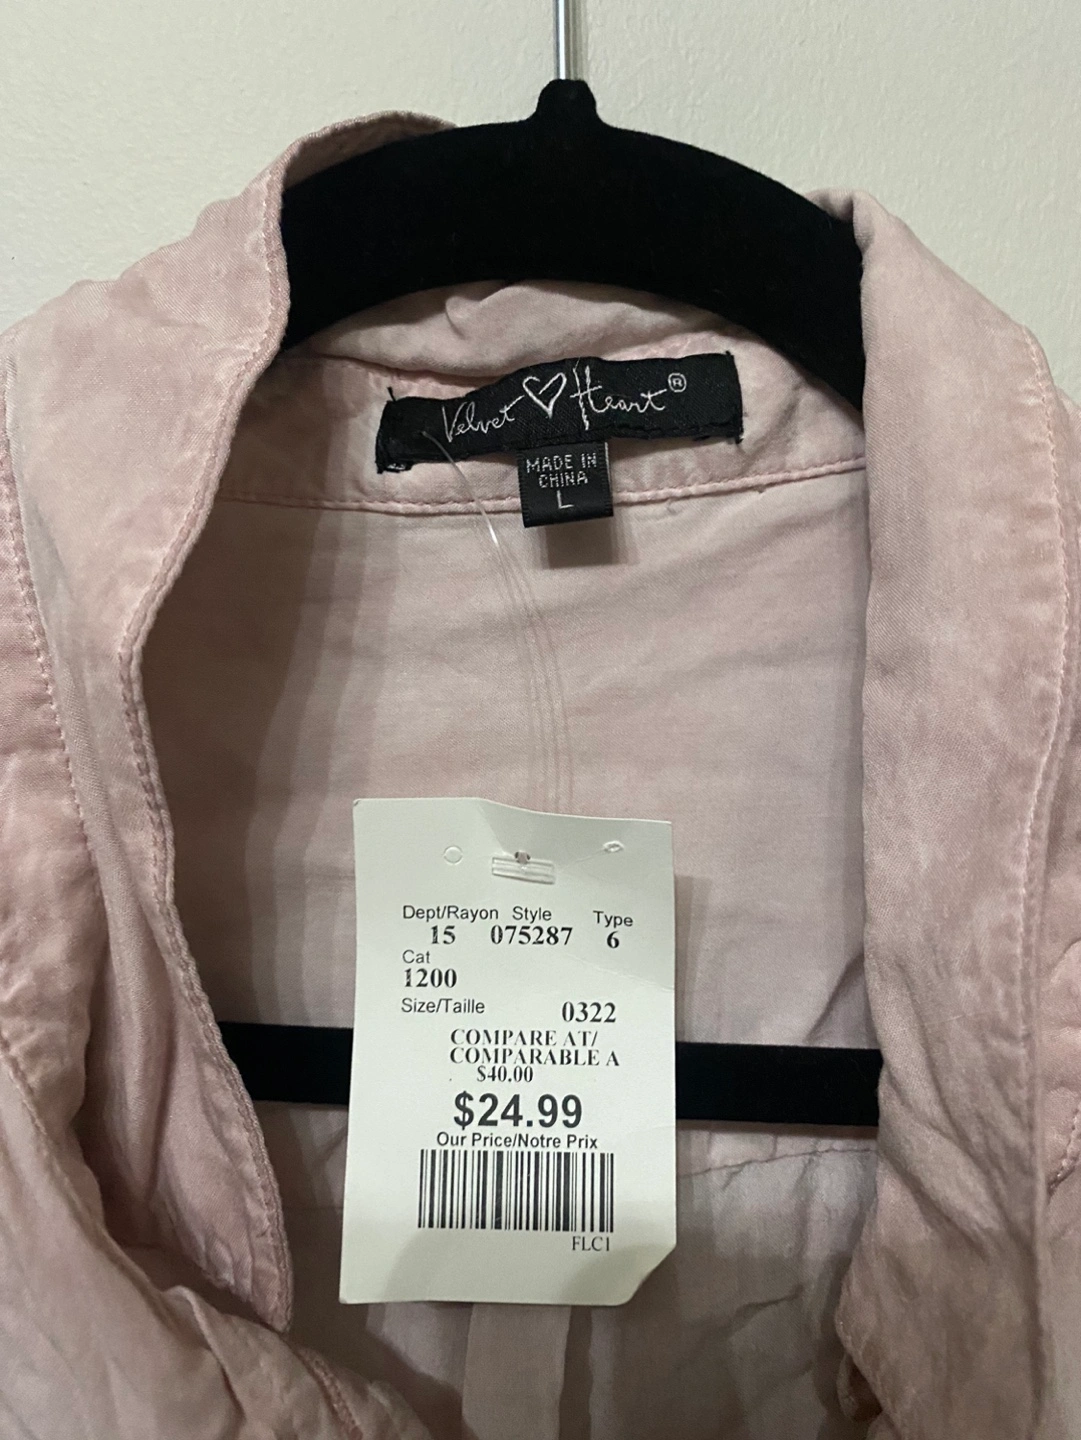 Velvet Heart®
MADE IN
CHINA
L
Dept/Rayon Style Type
15 075287 6
Cat
1200
Size/Taille 0322
COMPARE AT/
COMPARABLE A
$40.00
$24.99
Our Price/Notre Prix
FLC1